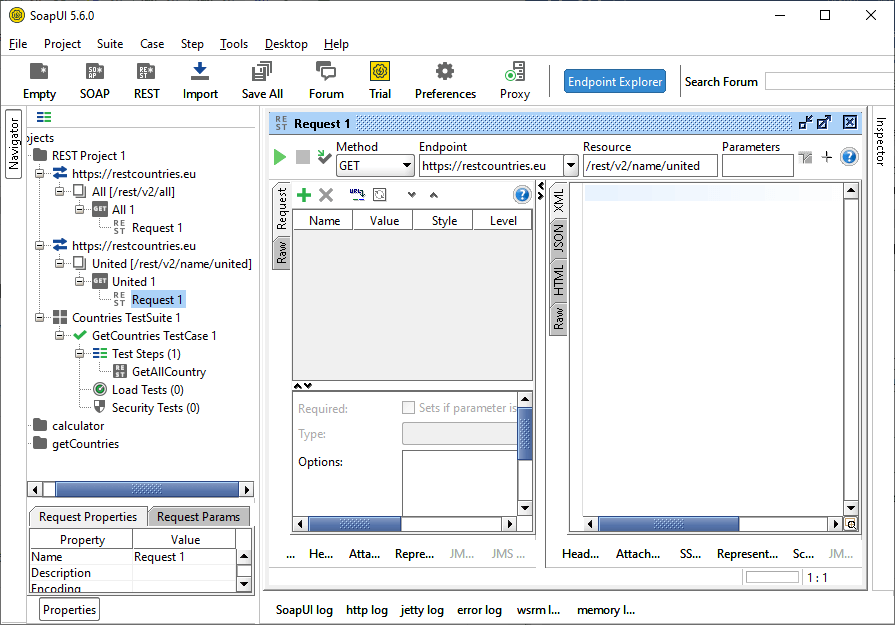 SoapUI 5.6.0
File Project Suite Case Step Tools Desktop Help
Empty SOAP REST Import Save All Forum Trial Preferences Proxy Endpoint Explorer Search Forum
Navigator
ojects
REST Project 1
https://restcountries.eu
All [/rest/v2/all]
GET All 1
REST Request 1
https://restcountries.eu
United [/rest/v2/name/united]
GET United 1
REST Request 1
Countries TestSuite 1
GetCountries TestCase 1
Test Steps (1)
REST GetAllCountry
Load Tests (0)
Security Tests (0)
calculator
getCountries
Request Properties Request Params
Property Value
Name Request 1
Description
Encoding
Properties
REST Request 1
Method Endpoint Resource Parameters
GET https://restcountries.eu /rest/v2/name/united
Request
Raw
Name Value Style Level
Required: Sets if parameter is
Type:
Options:
... He... Atta... Repre... JM... JMS ...
XML
JSON
HTML
Raw
Head... Attach... SS... Represent... Sc... JM...
1 : 1
Inspector
SoapUI log http log jetty log error log wsrm l... memory l...